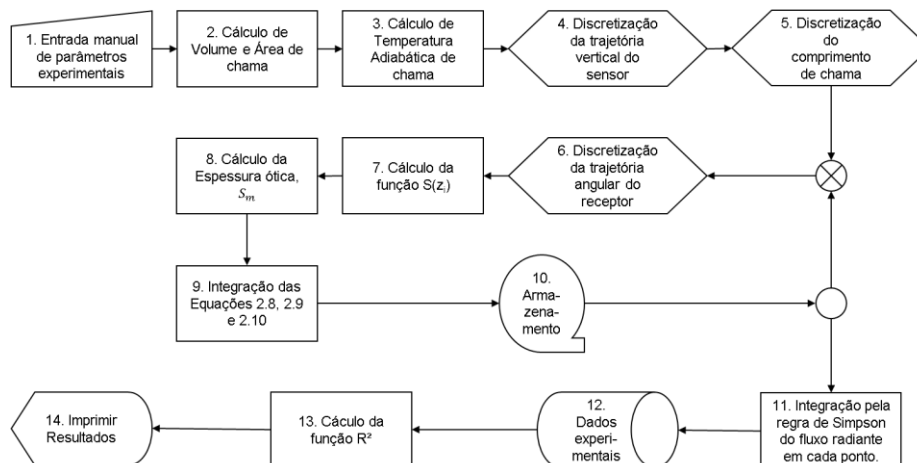 1. Entrada manual
de parâmetros
experimentais
2. Cálculo de
Volume e Área de
chama
3. Cálculo de
Temperatura
Adiabática de
chama
4. Discretização
da trajetória
vertical do
sensor
5. Discretização
do
comprimento
de chama
8. Cálculo da
Espessura ótica,
Sₘ
7. Cálculo da
função S(zᵢ)
6. Discretização
da trajetória
angular do
receptor
9. Integração das
Equações 2.8, 2.9
e 2.10
10.
Arma-
zena-
mento
14. Imprimir
Resultados
13. Cáculo da
função R²
12.
Dados
experi-
mentais
11. Integração pela
regra de Simpson
do fluxo radiante
em cada ponto.